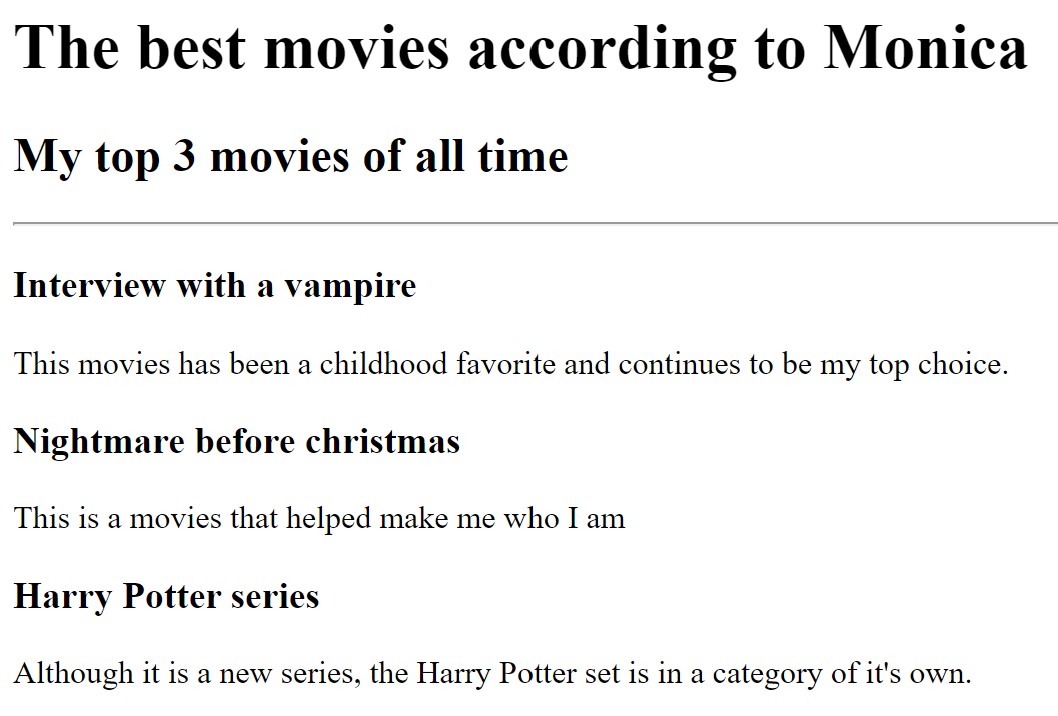 The best movies according to Monica
My top 3 movies of all time
Interview with a vampire
This movies has been a childhood favorite and continues to be my top choice.
Nightmare before christmas
This is a movies that helped make me who I am
Harry Potter series
Although it is a new series, the Harry Potter set is in a category of it's own.